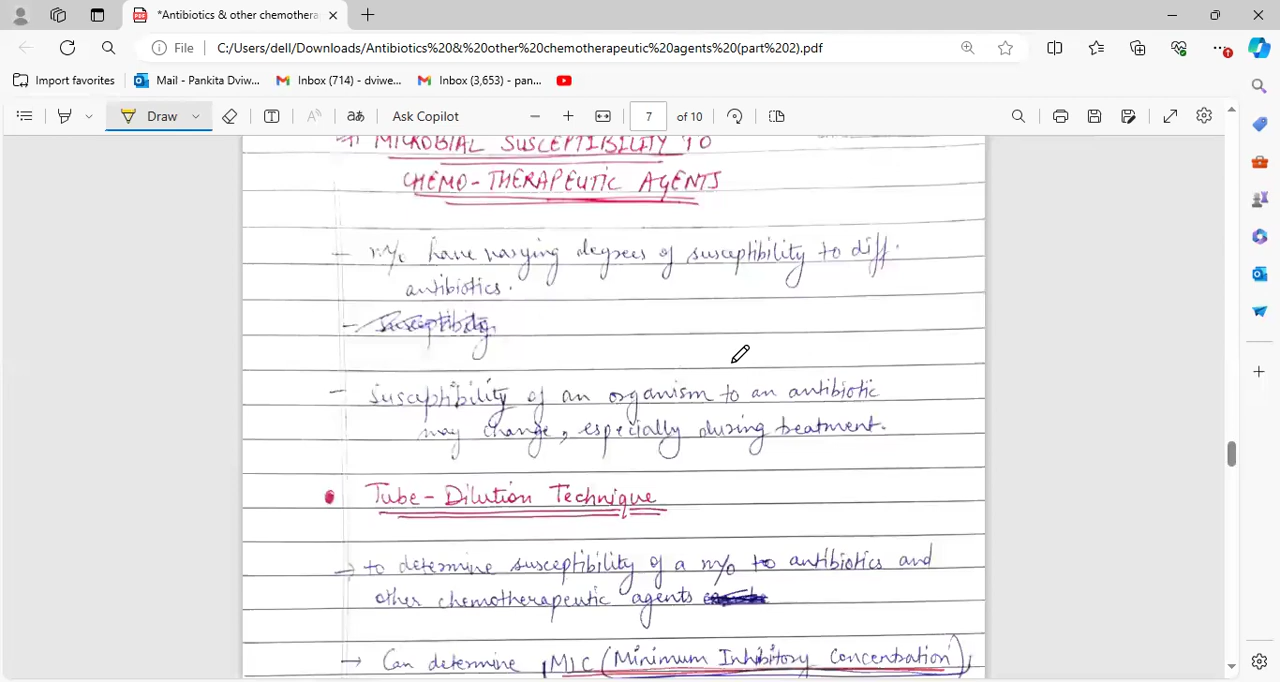 *Antibiotics & other chemothera
File C:/Users/dell/Downloads/Antibiotics%20&%20other%20chemotherapeutic%20agents%20(part%202).pdf
Import favorites Mail - Pankita Dviw... Inbox (714) - dviwe... Inbox (3,653) - pan...
Draw Ask Copilot 7 of 10
MICROBIAL SUSCEPTIBILITY TO
CHEMO-THERAPEUTIC AGENTS
- m/o have varying degrees of susceptibility to diff.
antibiotics.
- Susceptibility
- Susceptibility of an organism to an antibiotic
may change, especially during treatment.
• Tube-Dilution Technique
→ to determine susceptibility of a m/o to antibiotics and
other chemotherapeutic agents
→ Can determine MIC (Minimum Inhibitory Concentration),